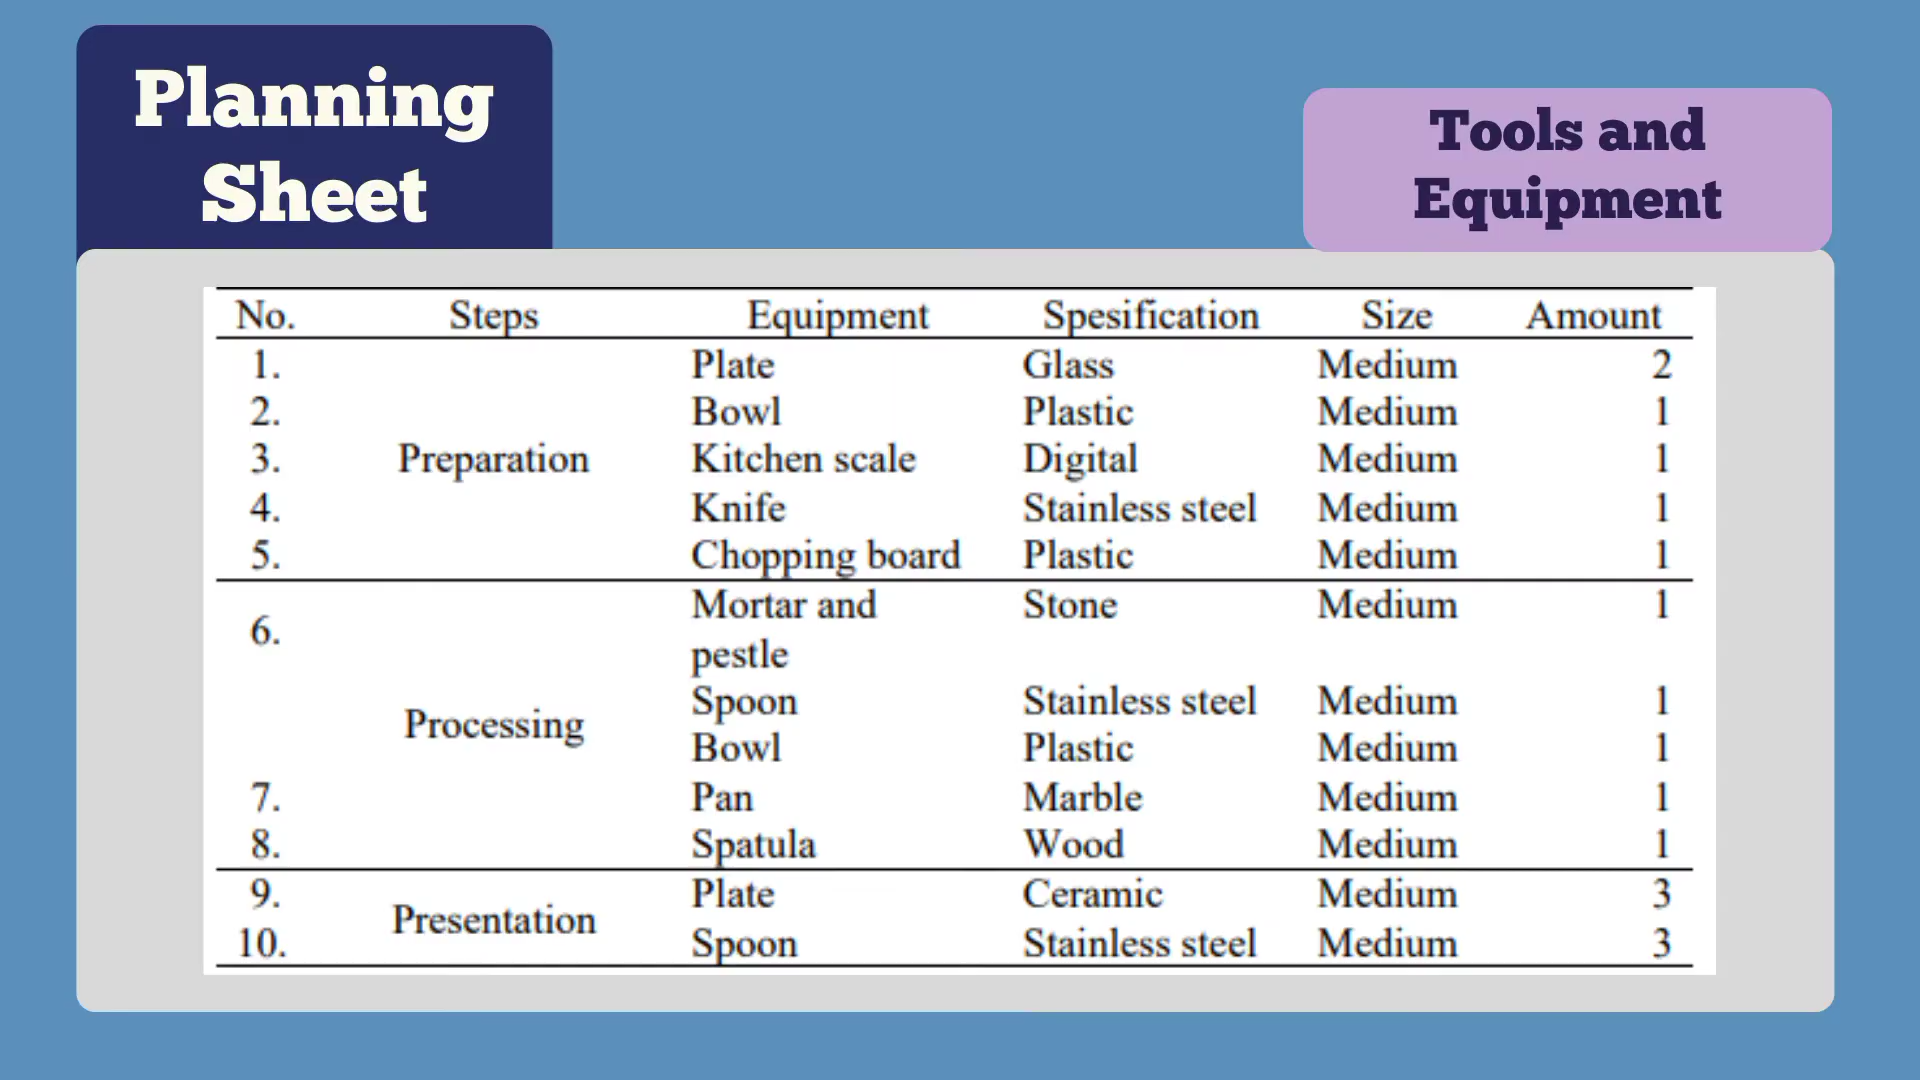 Planning
Sheet
Tools and
Equipment
No. Steps Equipment Spesification Size Amount
1. Plate Glass Medium 2
2. Bowl Plastic Medium 1
3. Preparation Kitchen scale Digital Medium 1
4. Knife Stainless steel Medium 1
5. Chopping board Plastic Medium 1
6. Mortar and Stone Medium 1
pestle
Spoon Stainless steel Medium 1
Processing
Bowl Plastic Medium 1
7. Pan Marble Medium 1
8. Spatula Wood Medium 1
9. Plate Ceramic Medium 3
Presentation
10. Spoon Stainless steel Medium 3